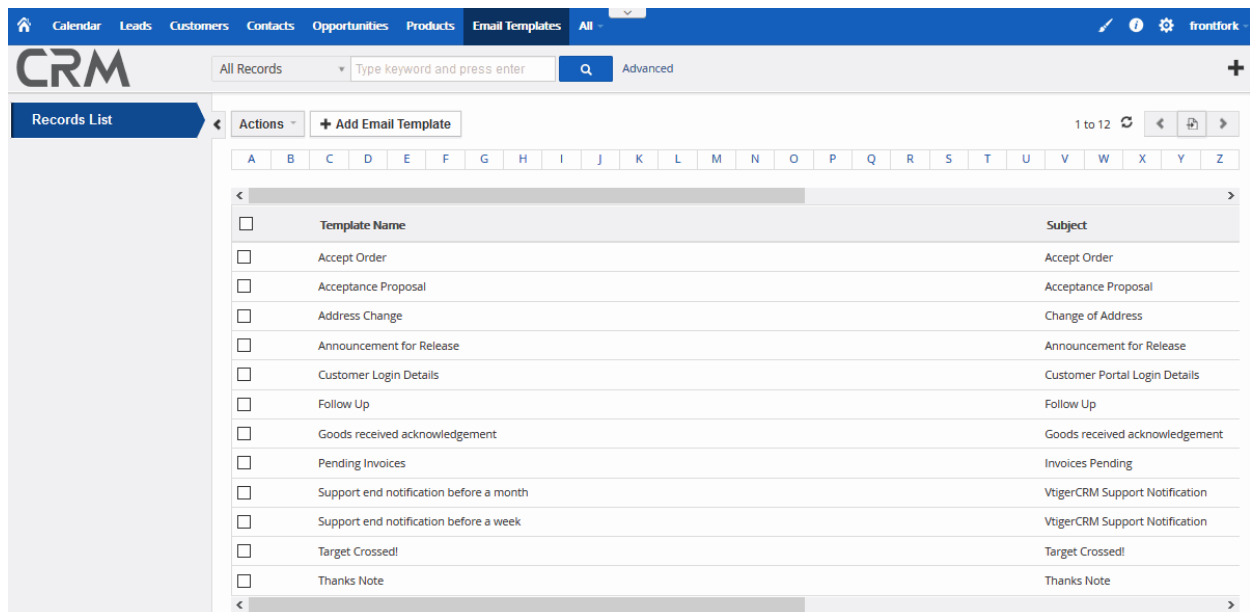 Calendar Leads Customers Contacts Opportunities Products Email Templates All frontfork
CRM All Records Type keyword and press enter Advanced
Records List
Actions + Add Email Template 1 to 12
A B C D E F G H I J K L M N O P Q R S T U V W X Y Z
Template Name Subject
Accept Order Accept Order
Acceptance Proposal Acceptance Proposal
Address Change Change of Address
Announcement for Release Announcement for Release
Customer Login Details Customer Portal Login Details
Follow Up Follow Up
Goods received acknowledgement Goods received acknowledgement
Pending Invoices Invoices Pending
Support end notification before a month VtigerCRM Support Notification
Support end notification before a week VtigerCRM Support Notification
Target Crossed! Target Crossed!
Thanks Note Thanks Note